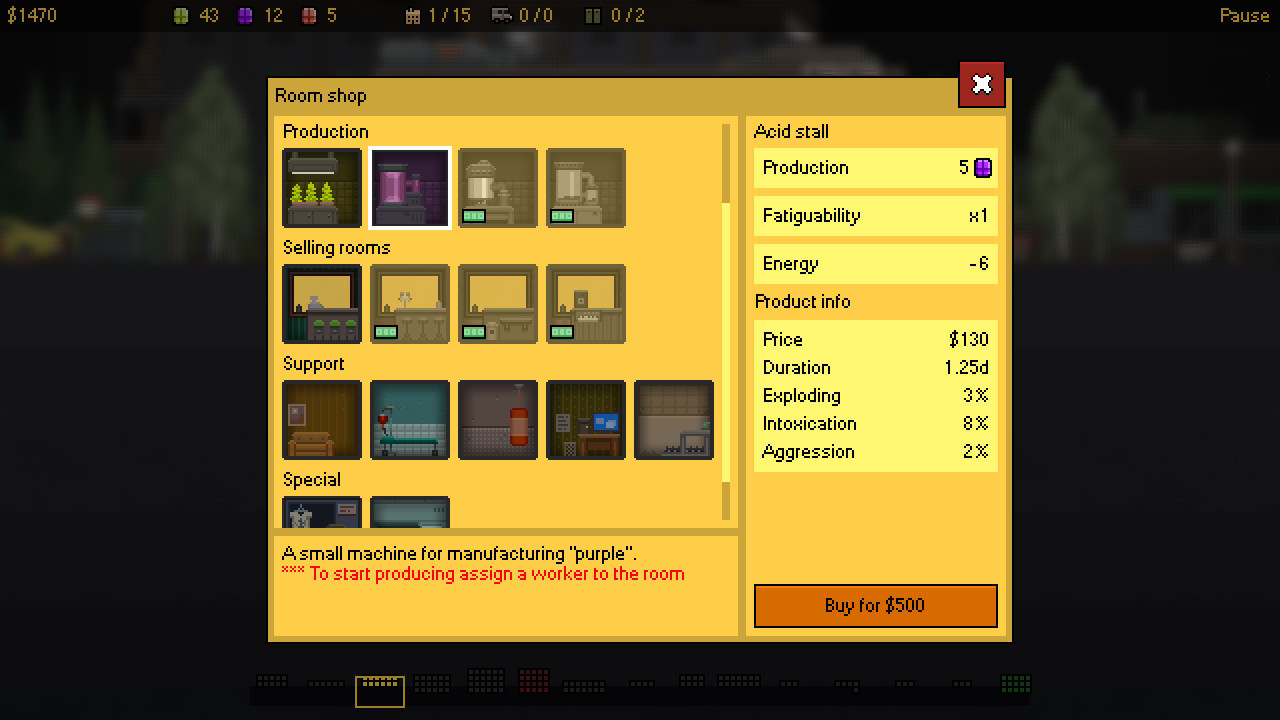 $1470 43 12 5 1/15 0/0 0/2 Pause
Room shop
Production
Selling rooms
Support
Special
A small machine for manufacturing "purple".
*** To start producing assign a worker to the room
Acid stall
Production 5
Fatiguability x1
Energy -6
Product info
Price $130
Duration 1.25d
Exploding 3%
Intoxication 8%
Aggression 2%
Buy for $500